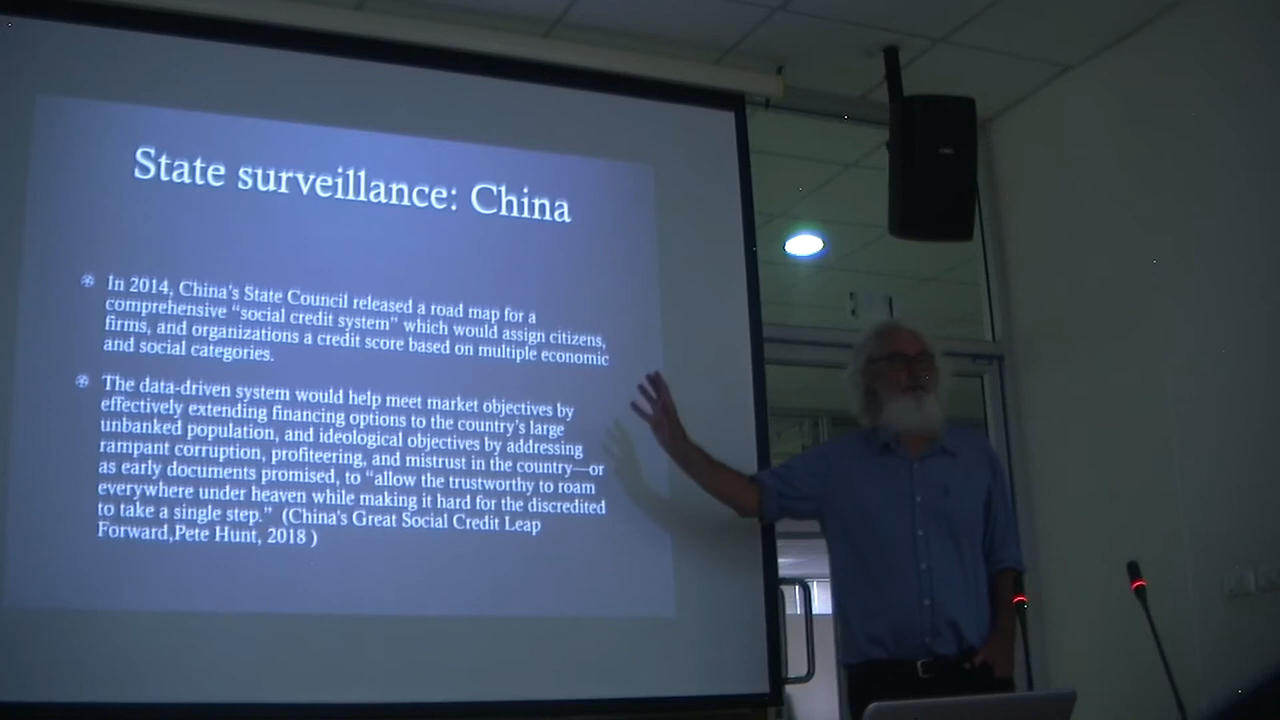 State surveillance: China
In 2014, China's State Council released a road map for a
comprehensive “social credit system” which would assign citizens,
firms, and organizations a credit score based on multiple economic
and social categories.
The data-driven system would help meet market objectives by
effectively extending financing options to the country's large
unbanked population, and ideological objectives by addressing
rampant corruption, profiteering, and mistrust in the country—or
as early documents promised, to “allow the trustworthy to roam
everywhere under heaven while making it hard for the discredited
to take a single step.” (China's Great Social Credit Leap
Forward,Pete Hunt, 2018 )